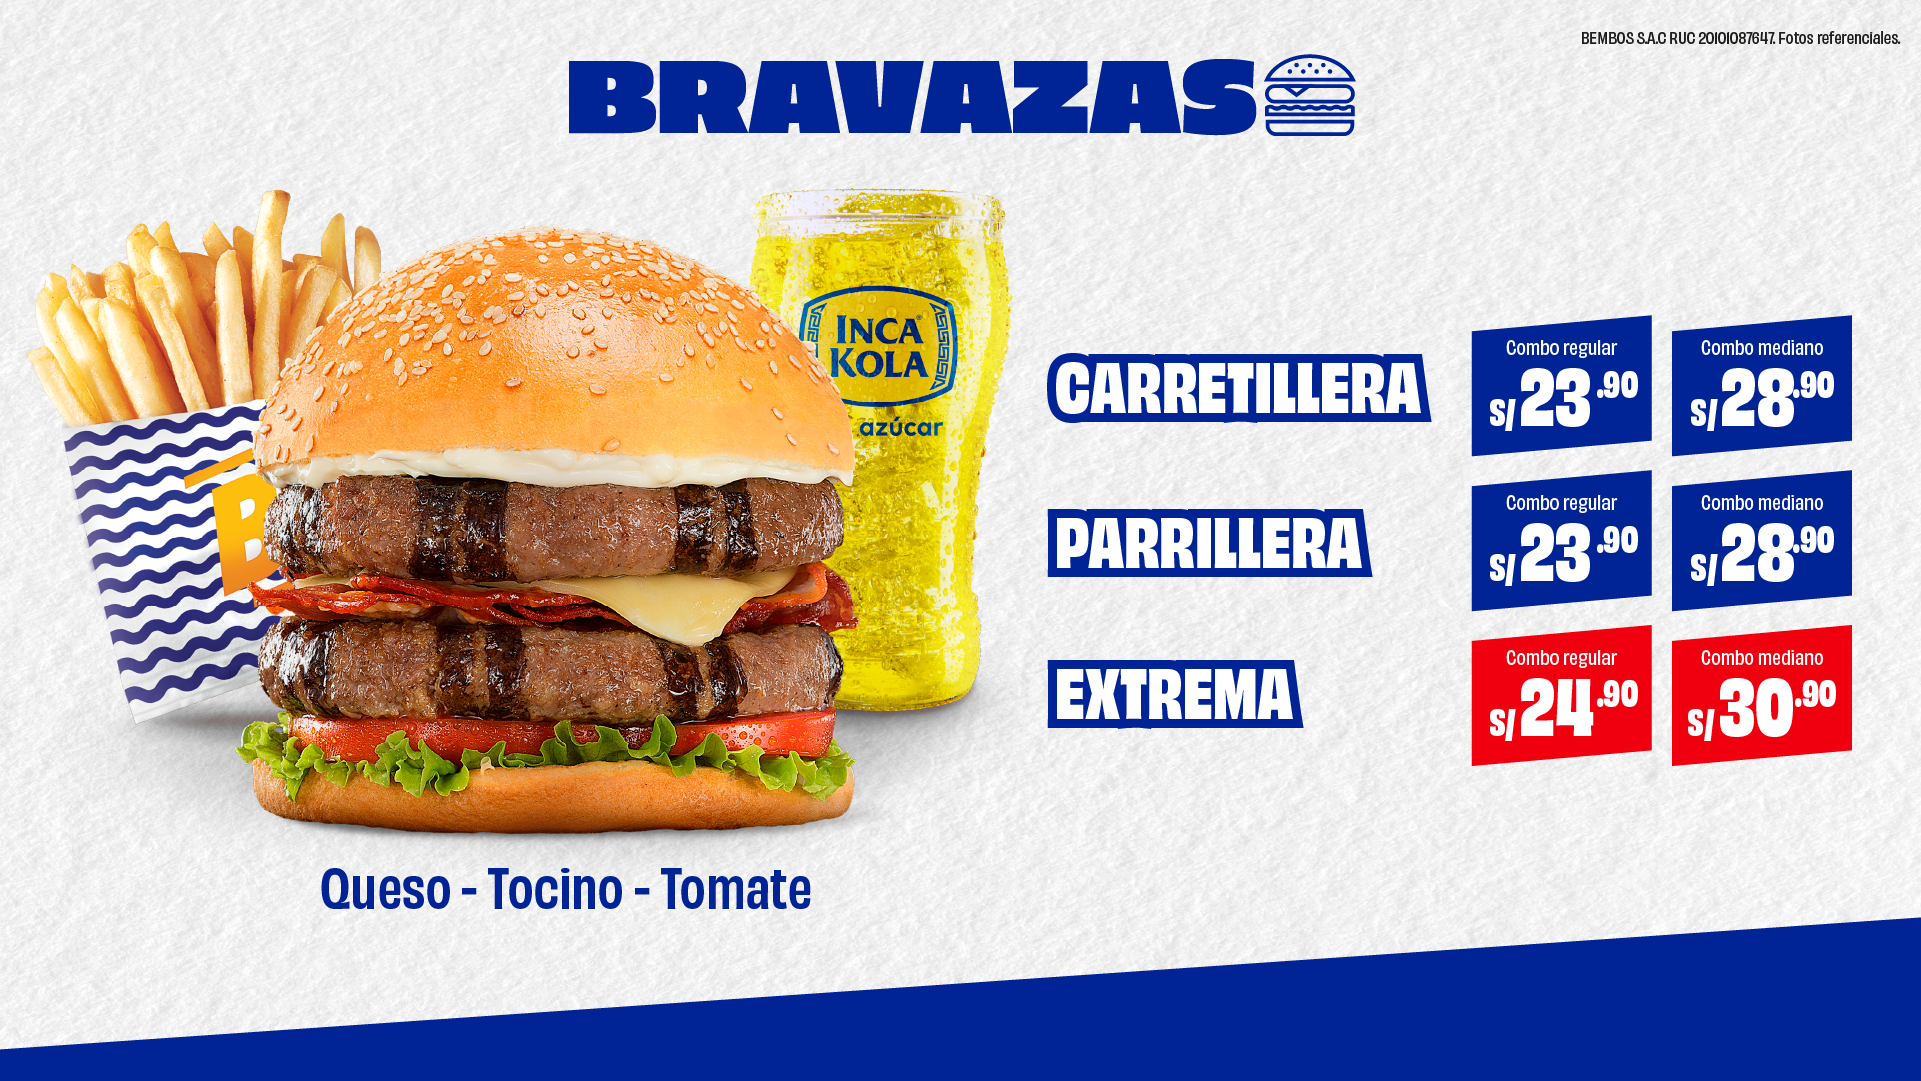 BEMBOS S.A.C RUC 20101087647. Fotos referenciales.
BRAVAZAS
INCA
KOLA
azúcar
B
CARRETILLERA
Combo regular
S/ 23.90
Combo mediano
S/ 28.90
PARRILLERA
Combo regular
S/ 23.90
Combo mediano
S/ 28.90
EXTREMA
Combo regular
S/ 24.90
Combo mediano
S/ 30.90
Queso - Tocino - Tomate